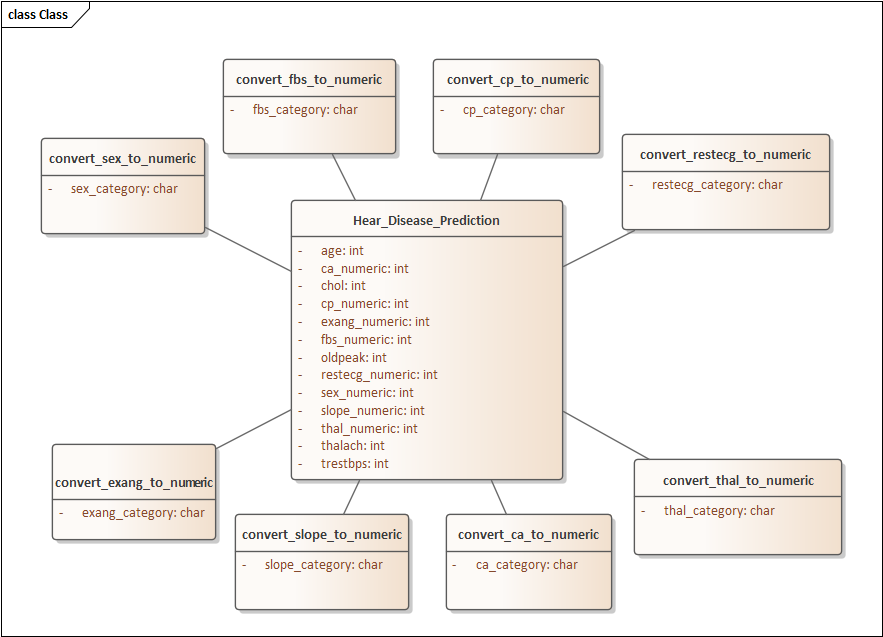 class Class
convert_fbs_to_numeric
- fbs_category: char
convert_cp_to_numeric
- cp_category: char
convert_sex_to_numeric
- sex_category: char
convert_restecg_to_numeric
- restecg_category: char
Hear_Disease_Prediction
- age: int
- ca_numeric: int
- chol: int
- cp_numeric: int
- exang_numeric: int
- fbs_numeric: int
- oldpeak: int
- restecg_numeric: int
- sex_numeric: int
- slope_numeric: int
- thal_numeric: int
- thalach: int
- trestbps: int
convert_exang_to_numeric
- exang_category: char
convert_thal_to_numeric
- thal_category: char
convert_slope_to_numeric
- slope_category: char
convert_ca_to_numeric
- ca_category: char